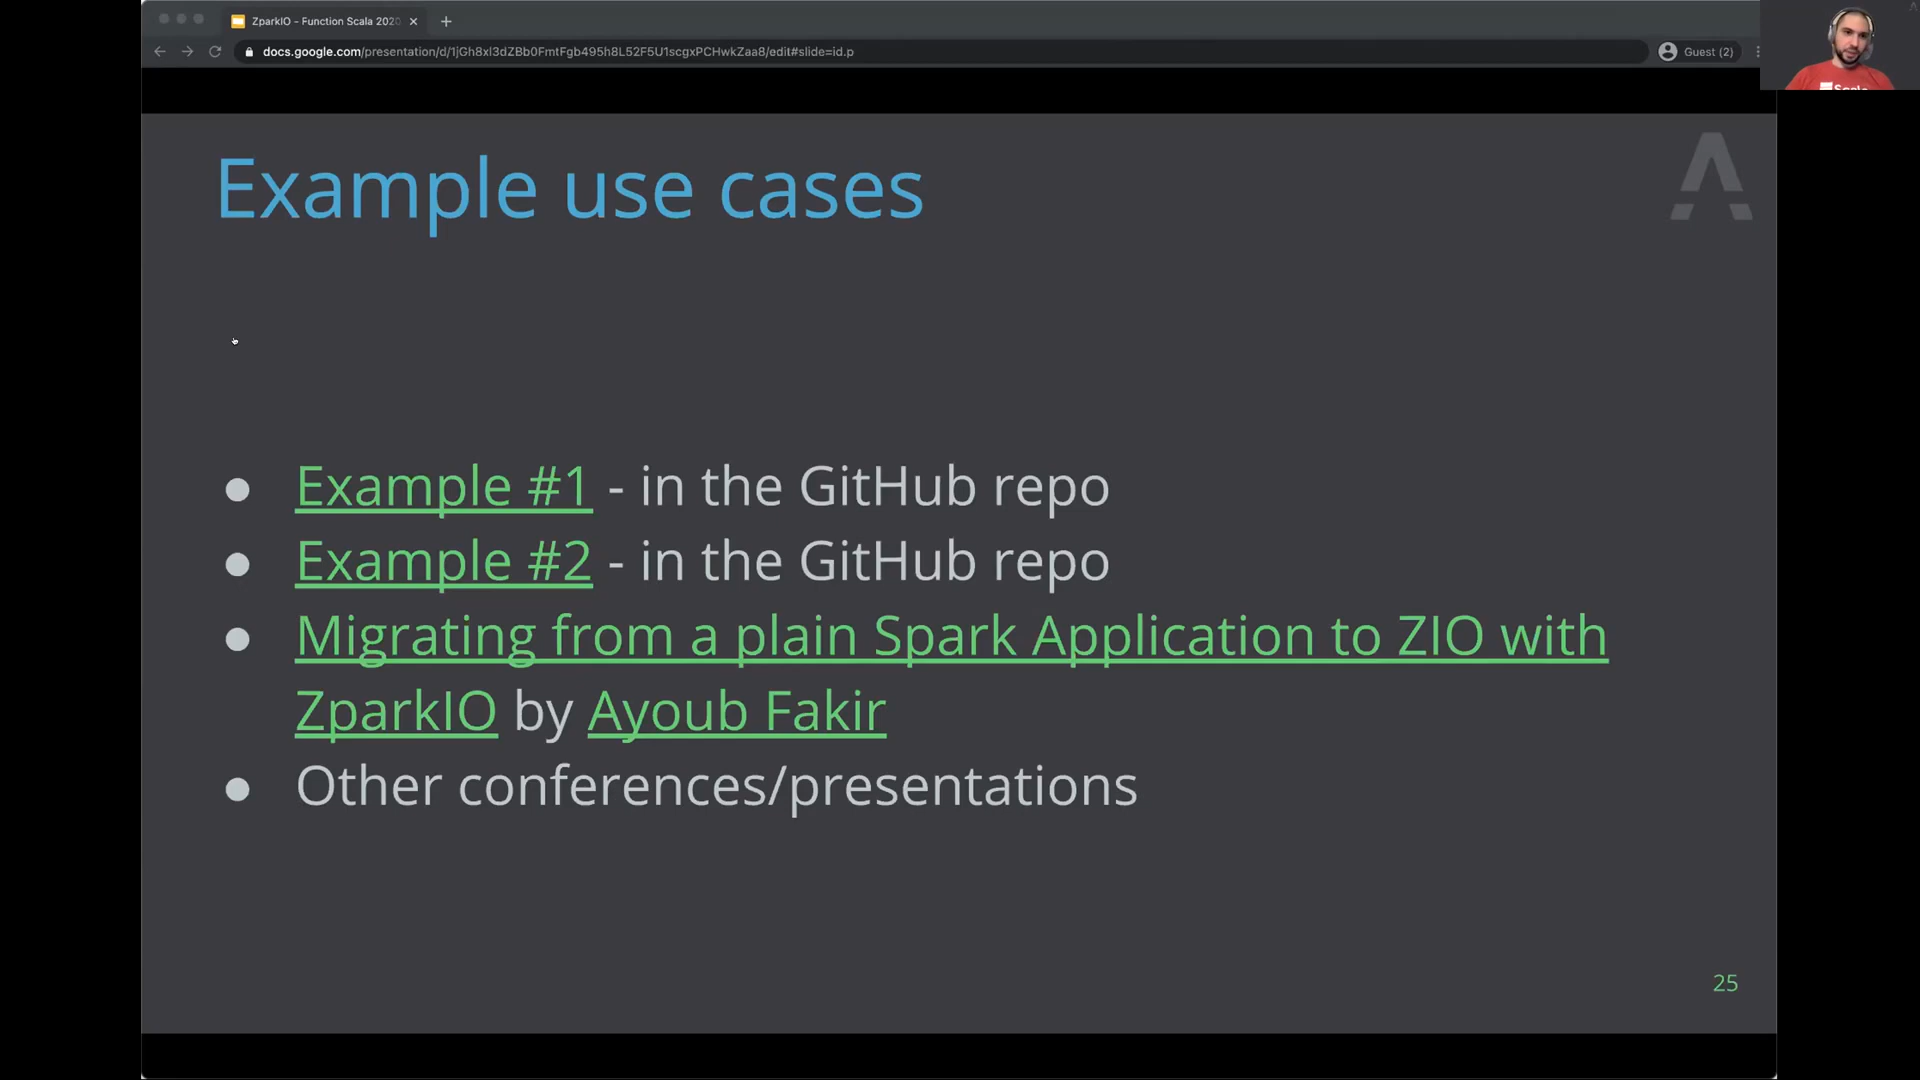 ZparkIO - Function Scala 2020
docs.google.com/presentation/d/1jGh8xl3dZBb0FmtFgb495h8L52F5U1scgxPCHwkZaa8/edit#slide=id.p
Guest (2)
Scala
Example use cases
● Example #1 - in the GitHub repo
● Example #2 - in the GitHub repo
● Migrating from a plain Spark Application to ZIO with
ZparkIO by Ayoub Fakir
● Other conferences/presentations
25